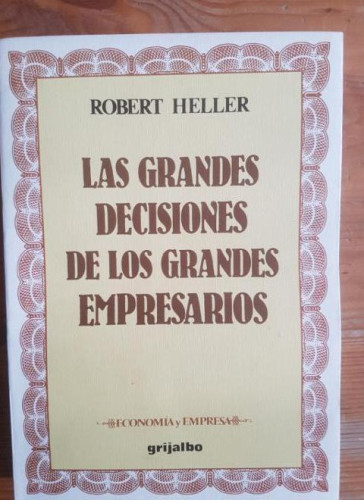 ROBERT HELLER
LAS GRANDES
DECISIONES
DE LOS GRANDES
EMPRESARIOS
ECONOMÍA y EMPRESA
grijalbo